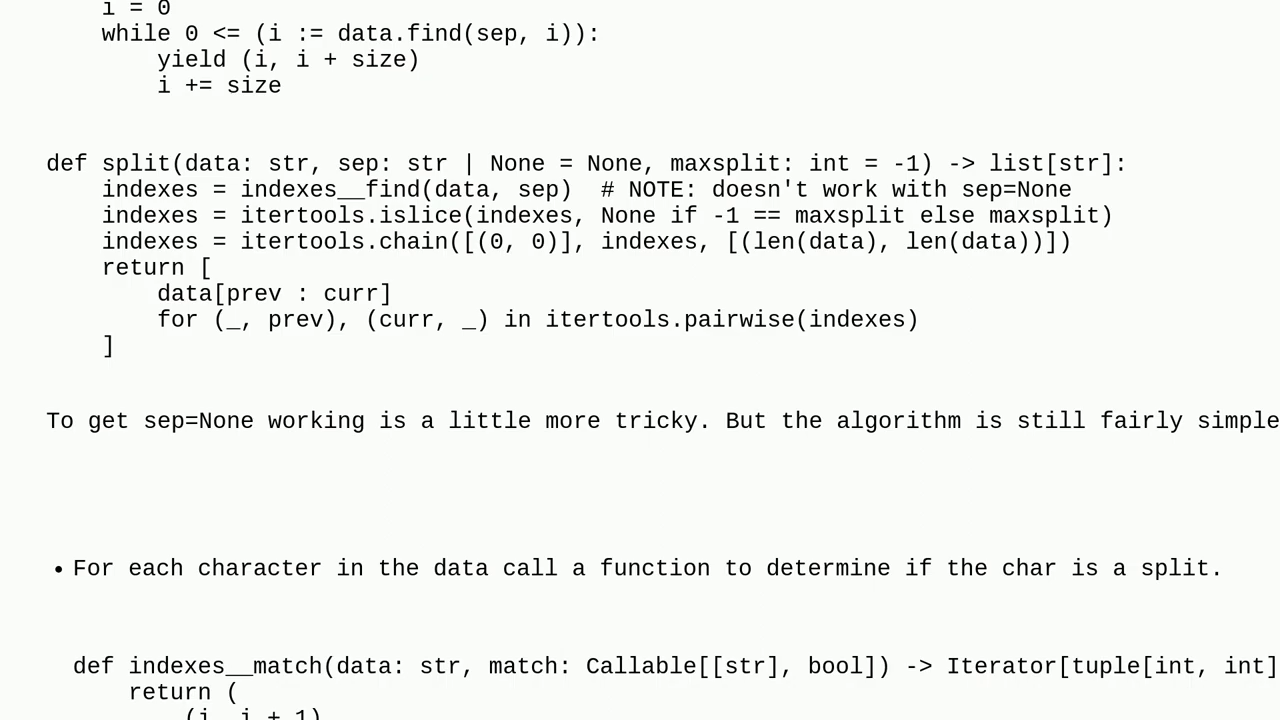 i = 0
while 0 <= (i := data.find(sep, i)):
yield (i, i + size)
i += size
def split(data: str, sep: str | None = None, maxsplit: int = -1) -> list[str]:
indexes = indexes__find(data, sep)  # NOTE: doesn't work with sep=None
indexes = itertools.islice(indexes, None if -1 == maxsplit else maxsplit)
indexes = itertools.chain([(0, 0)], indexes, [(len(data), len(data))])
return [
data[prev : curr]
for (_, prev), (curr, _) in itertools.pairwise(indexes)
]
To get sep=None working is a little more tricky. But the algorithm is still fairly simple
• For each character in the data call a function to determine if the char is a split.
def indexes__match(data: str, match: Callable[[str], bool]) -> Iterator[tuple[int, int]
return (
(i, i + 1)